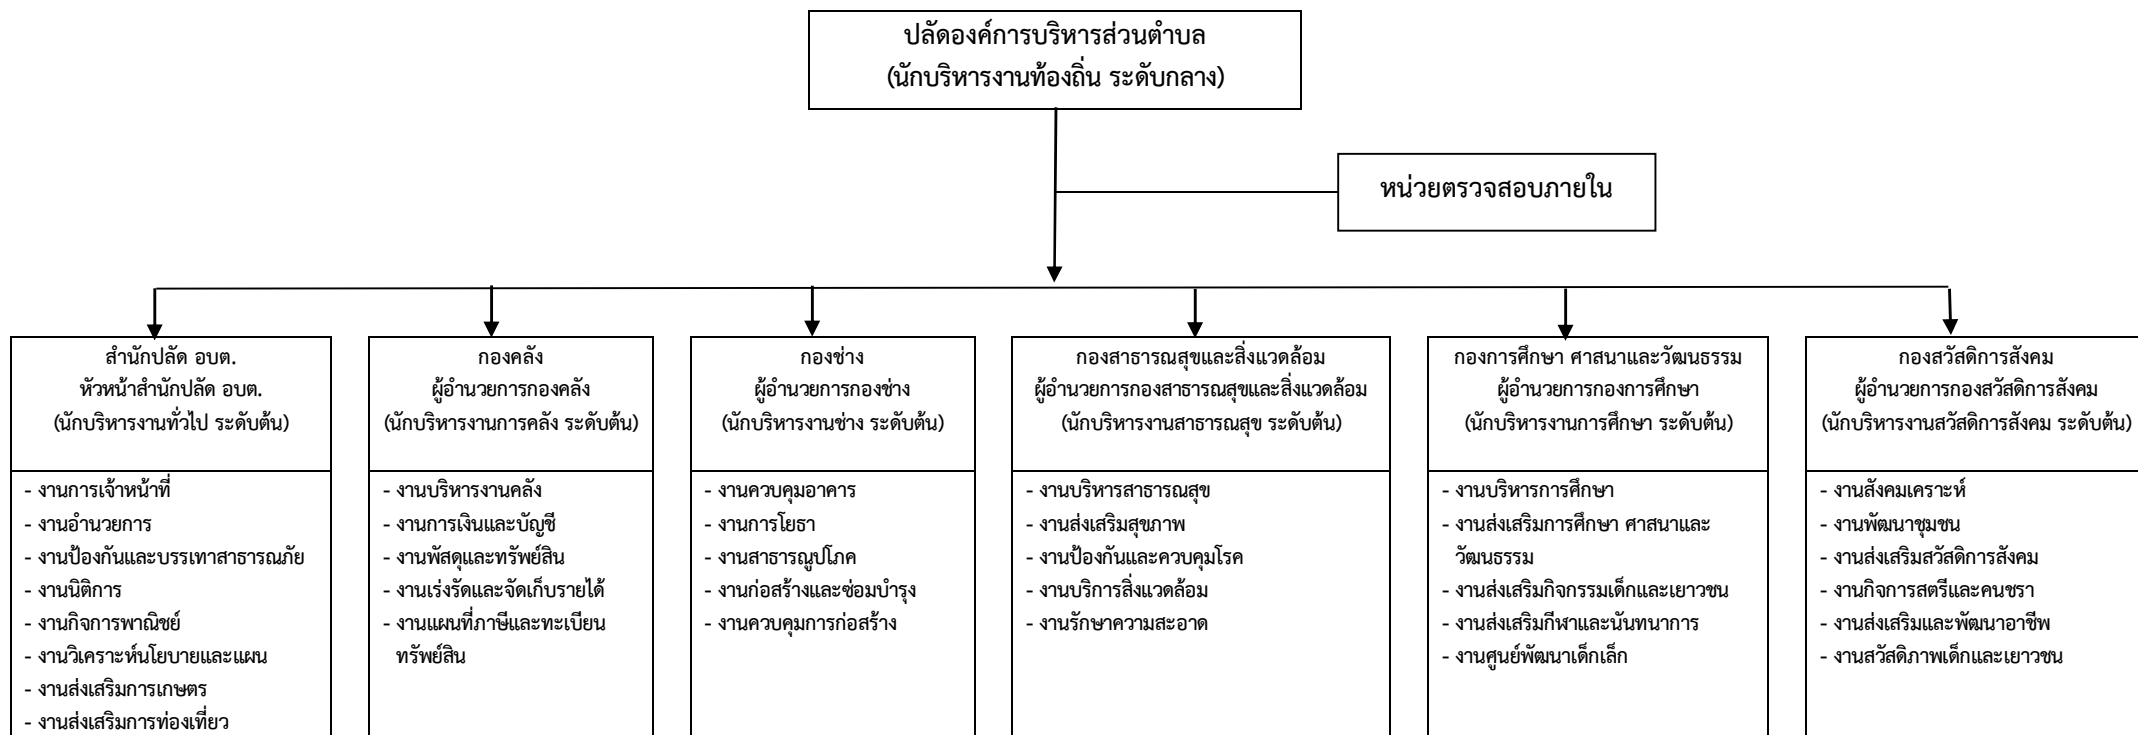 ปลัดองค์การบริหารส่วนตำบล
(นักบริหารงานท้องถิ่น ระดับกลาง)
หน่วยตรวจสอบภายใน
สำนักปลัด อบต.
หัวหน้าสำนักปลัด อบต.
(นักบริหารงานทั่วไป ระดับต้น)
- งานการเจ้าหน้าที่
- งานอำนวยการ
- งานป้องกันและบรรเทาสาธารณภัย
- งานนิติการ
- งานกิจการพาณิชย์
- งานวิเคราะห์นโยบายและแผน
- งานส่งเสริมการเกษตร
- งานส่งเสริมการท่องเที่ยว
กองคลัง
ผู้อำนวยการกองคลัง
(นักบริหารงานการคลัง ระดับต้น)
- งานบริหารงานคลัง
- งานการเงินและบัญชี
- งานพัสดุและทรัพย์สิน
- งานเร่งรัดและจัดเก็บรายได้
- งานแผนที่ภาษีและทะเบียน
ทรัพย์สิน
กองช่าง
ผู้อำนวยการกองช่าง
(นักบริหารงานช่าง ระดับต้น)
- งานควบคุมอาคาร
- งานการโยธา
- งานสาธารณูปโภค
- งานก่อสร้างและซ่อมบำรุง
- งานควบคุมการก่อสร้าง
กองสาธารณสุขและสิ่งแวดล้อม
ผู้อำนวยการกองสาธารณสุขและสิ่งแวดล้อม
(นักบริหารงานสาธารณสุข ระดับต้น)
- งานบริหารสาธารณสุข
- งานส่งเสริมสุขภาพ
- งานป้องกันและควบคุมโรค
- งานบริการสิ่งแวดล้อม
- งานรักษาความสะอาด
กองการศึกษา ศาสนาและวัฒนธรรม
ผู้อำนวยการกองการศึกษา
(นักบริหารงานการศึกษา ระดับต้น)
- งานบริหารการศึกษา
- งานส่งเสริมการศึกษา ศาสนาและ
วัฒนธรรม
- งานส่งเสริมกิจกรรมเด็กและเยาวชน
- งานส่งเสริมกีฬาและนันทนาการ
- งานศูนย์พัฒนาเด็กเล็ก
กองสวัสดิการสังคม
ผู้อำนวยการกองสวัสดิการสังคม
(นักบริหารงานสวัสดิการสังคม ระดับต้น)
- งานสังคมเคราะห์
- งานพัฒนาชุมชน
- งานส่งเสริมสวัสดิการสังคม
- งานกิจการสตรีและคนชรา
- งานส่งเสริมและพัฒนาอาชีพ
- งานสวัสดิภาพเด็กและเยาวชน